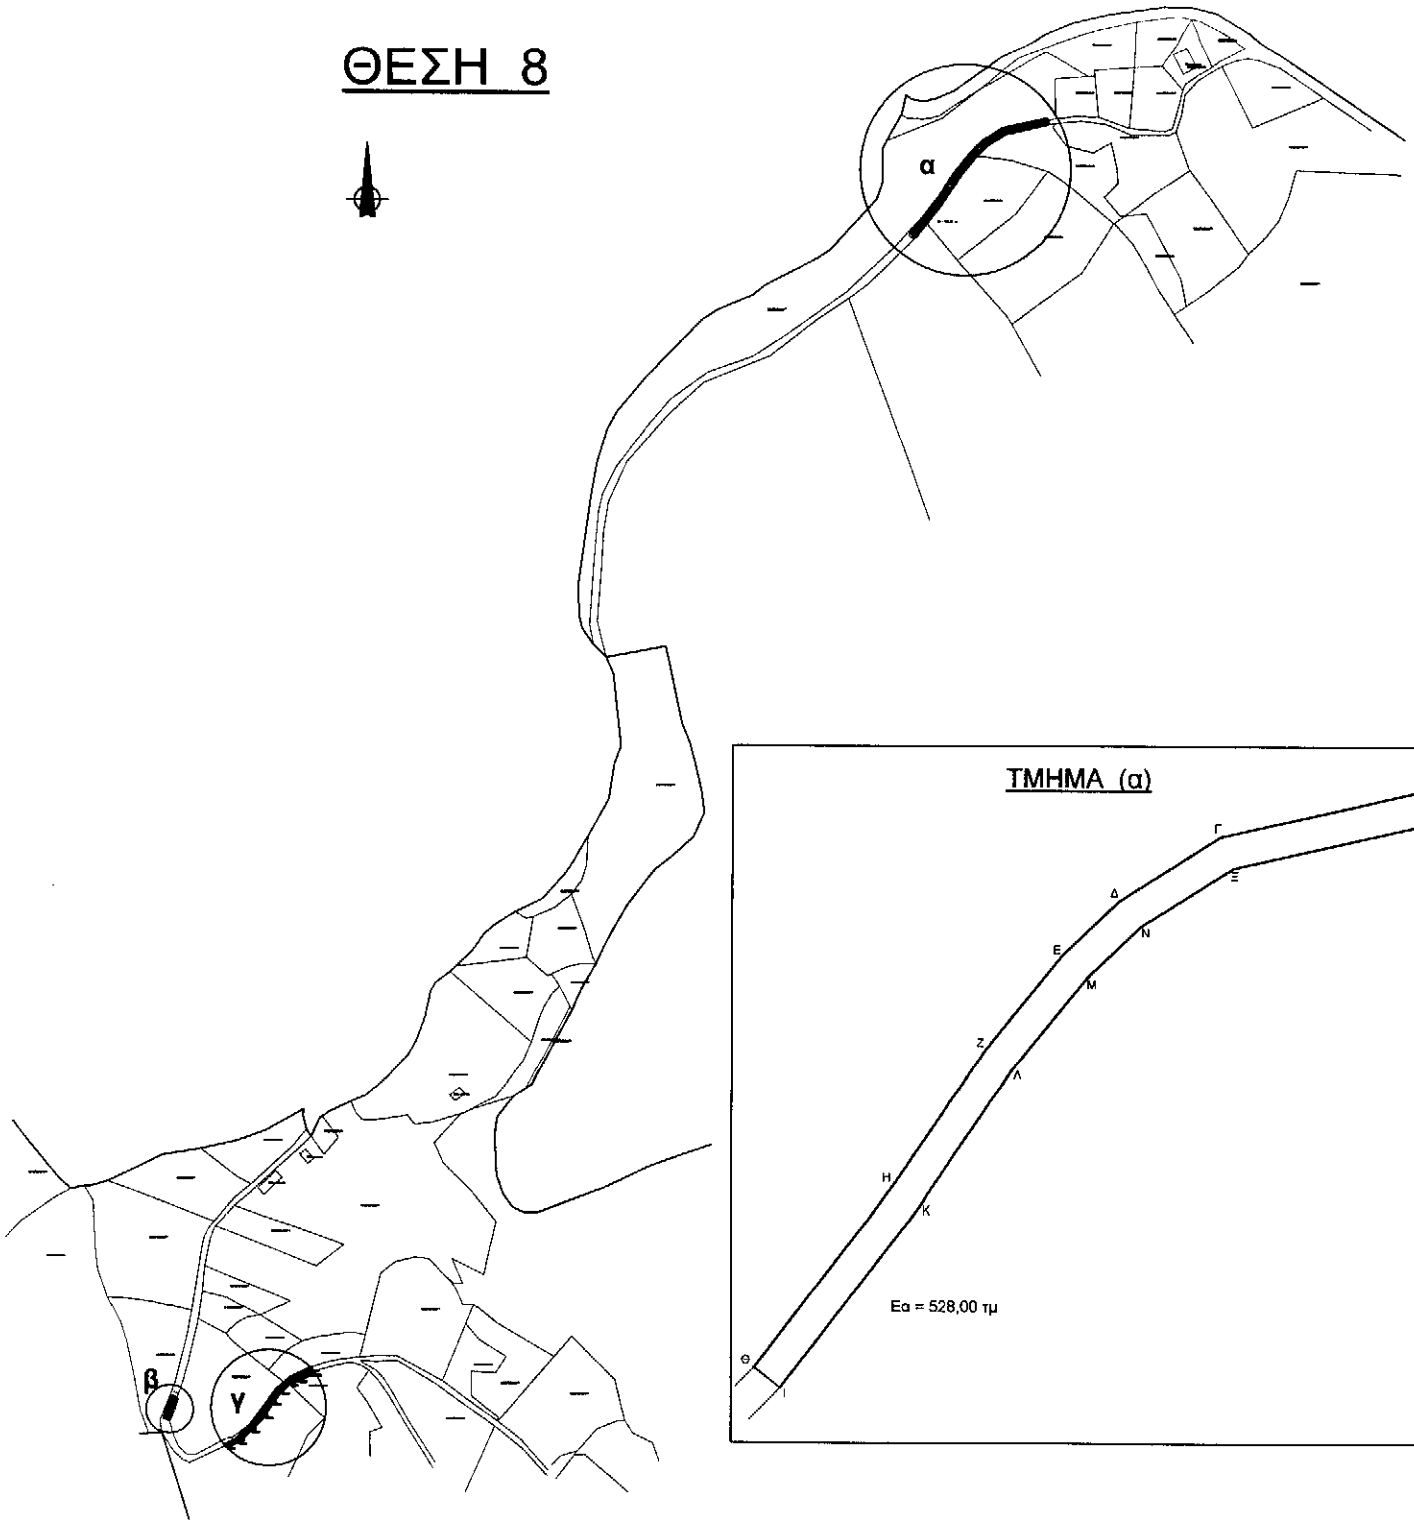 ΘΕΣΗ 8
α
β
γ
ΤΜΗΜΑ (α)
Γ
Ξ
Δ
Ν
Ε
Μ
Ζ
Λ
Η
Κ
Εα = 528,00 τμ
Θ
Ι